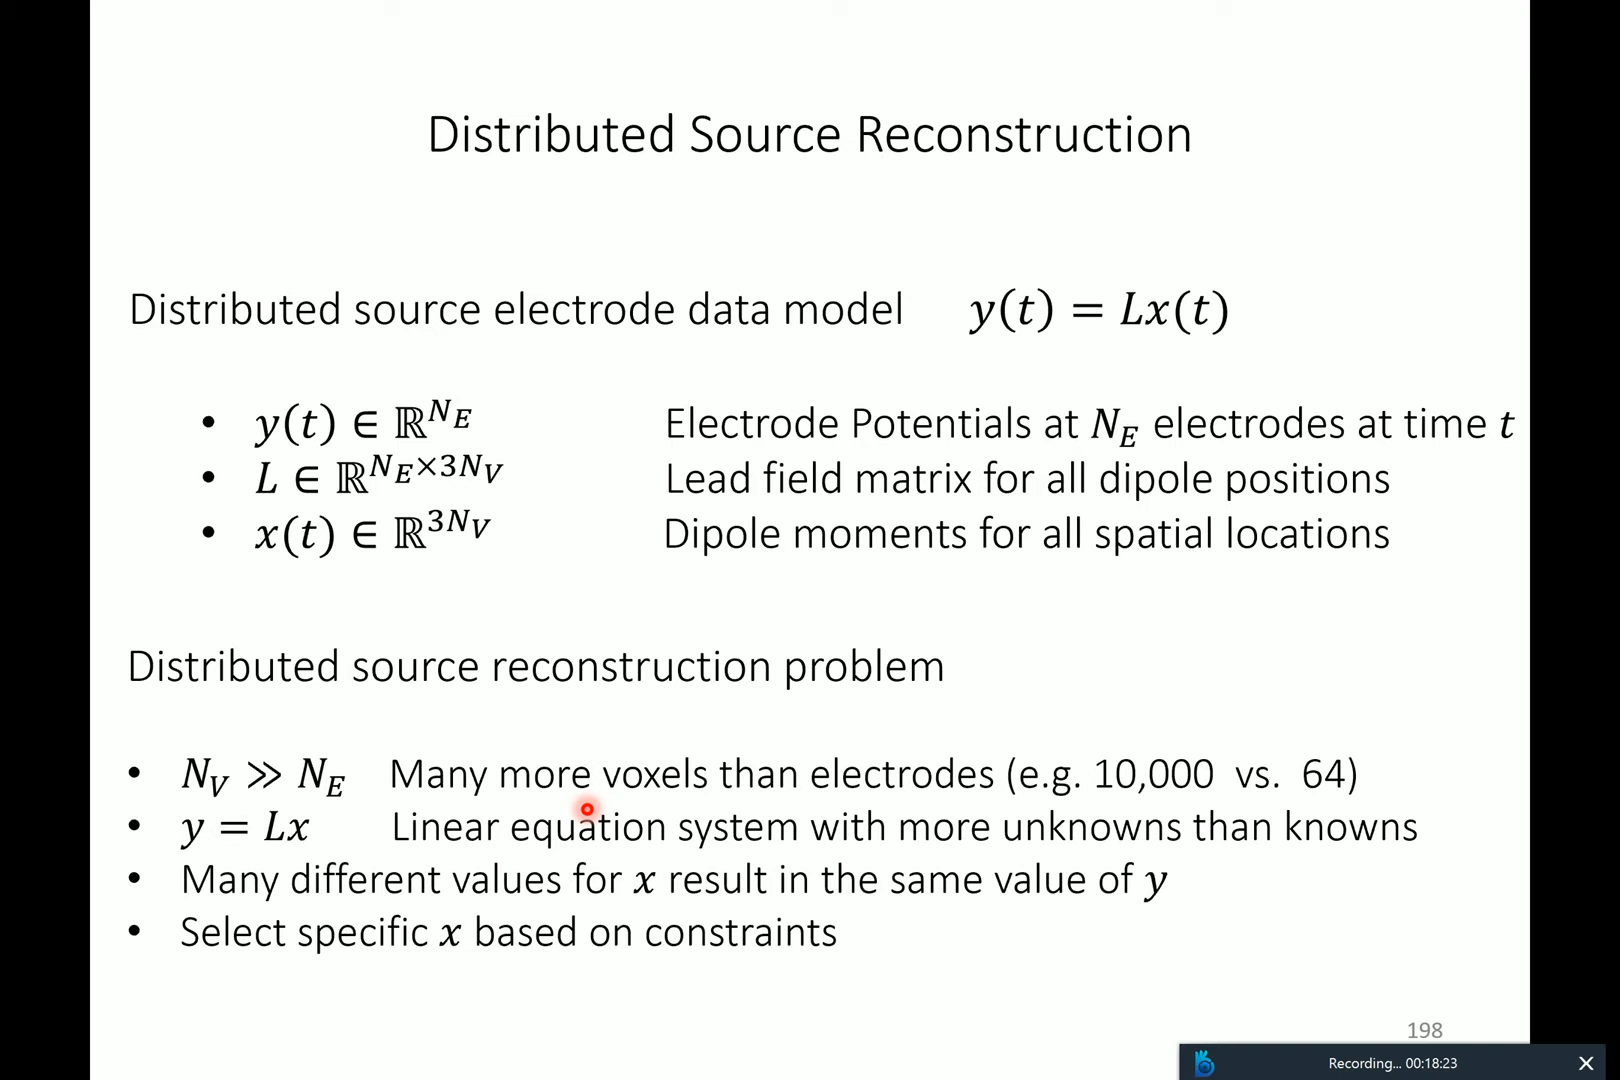 Distributed Source Reconstruction
Distributed source electrode data model y(t) = Lx(t)
• y(t) ∈ ℝ^{N_E} Electrode Potentials at N_E electrodes at time t
• L ∈ ℝ^{N_E×3N_V} Lead field matrix for all dipole positions
• x(t) ∈ ℝ^{3N_V} Dipole moments for all spatial locations
Distributed source reconstruction problem
• N_V ≫ N_E Many more voxels than electrodes (e.g. 10,000 vs. 64)
• y = Lx Linear equation system with more unknowns than knowns
• Many different values for x result in the same value of y
• Select specific x based on constraints
198
Recording... 00:18:23